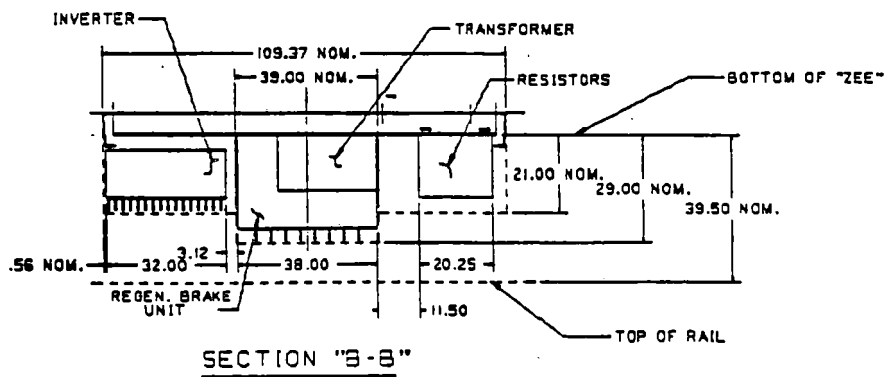 INVERTER
TRANSFORMER
109.37 NOM.
39.00 NOM.
RESISTORS
BOTTOM OF "ZEE"
21.00 NOM.
29.00 NOM.
39.50 NOM.
3.12
.56 NOM.
32.00
38.00
20.25
REGEN. BRAKE
UNIT
11.50
TOP OF RAIL
SECTION "B-B"